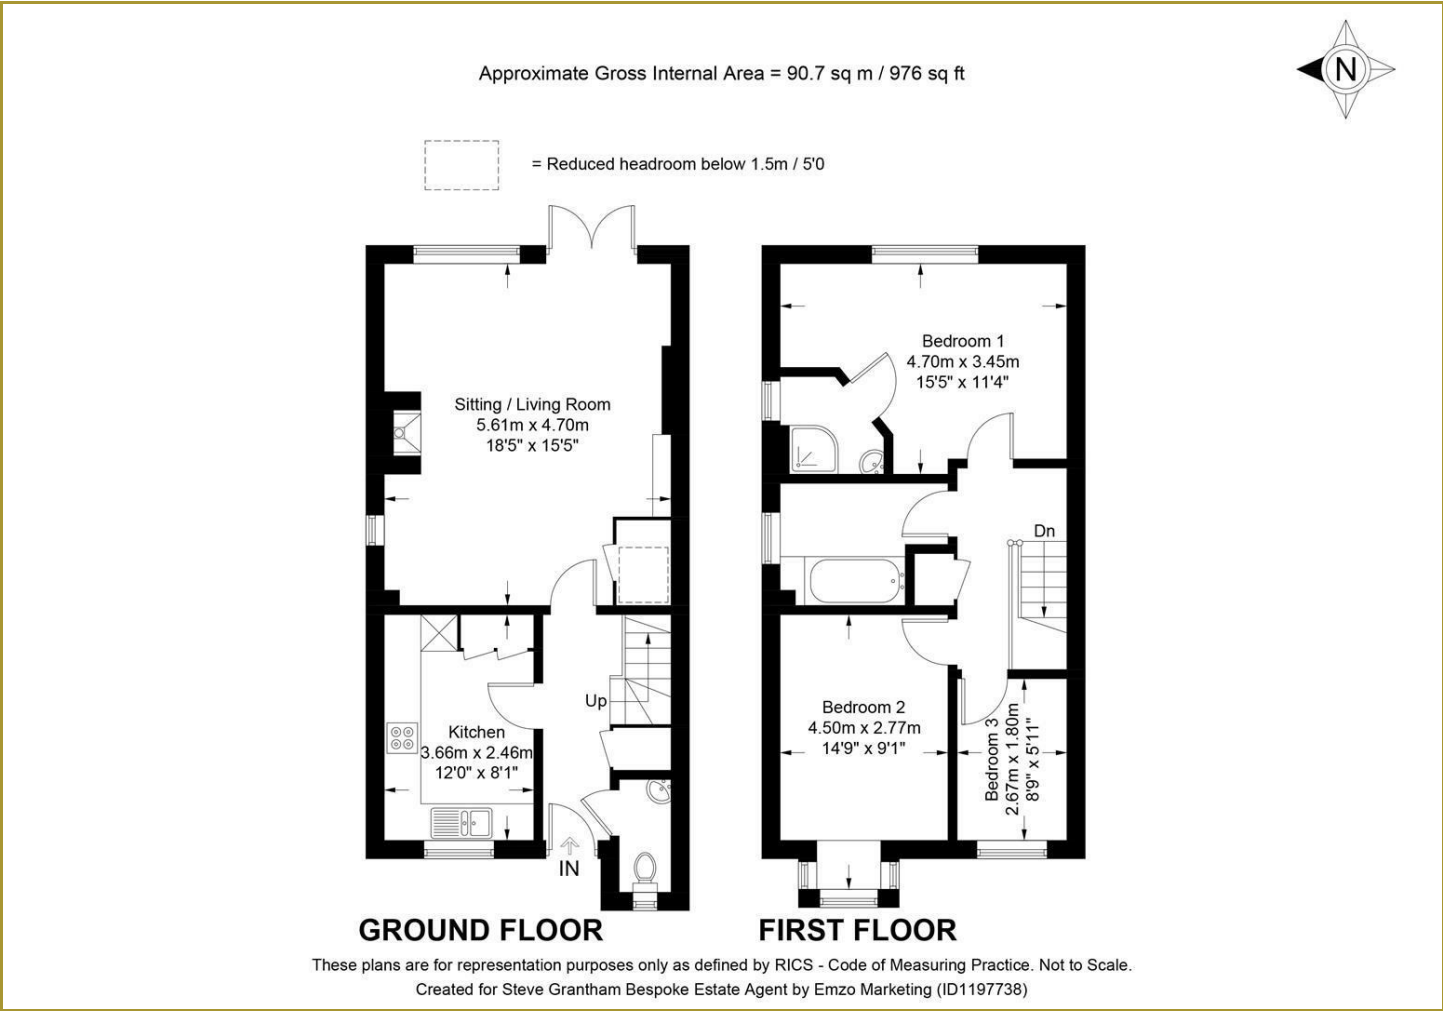 N
Approximate Gross Internal Area = 90.7 sq m / 976 sq ft
= Reduced headroom below 1.5m / 5'0
Sitting / Living Room
5.61m x 4.70m
18'5" x 15'5"
Up
Kitchen
3.66m x 2.46m
12'0" x 8'1"
IN
GROUND FLOOR
Bedroom 1
4.70m x 3.45m
15'5" x 11'4"
Dn
Bedroom 2
4.50m x 2.77m
14'9" x 9'1"
Bedroom 3
2.67m x 1.80m
8'9" x 5'11"
FIRST FLOOR
These plans are for representation purposes only as defined by RICS - Code of Measuring Practice. Not to Scale.
Created for Steve Grantham Bespoke Estate Agent by Emzo Marketing (ID1197738)